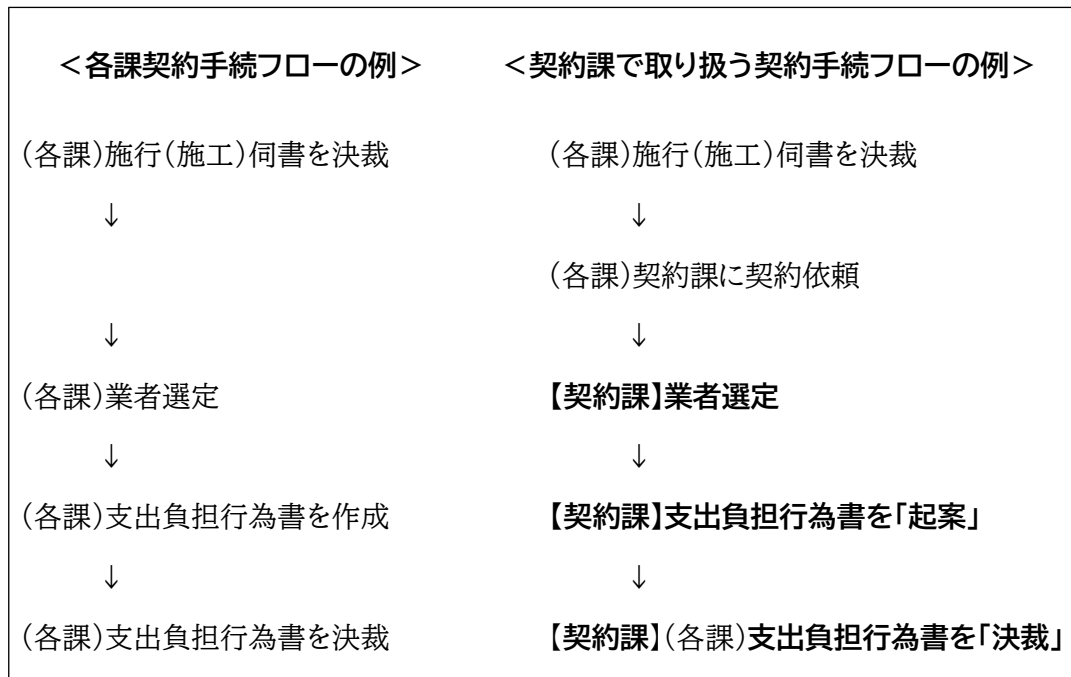 ＜各課契約手続フローの例＞
（各課）施行（施工）伺書を決裁
↓
↓
（各課）業者選定
↓
（各課）支出負担行為書を作成
↓
（各課）支出負担行為書を決裁
＜契約課で取り扱う契約手続フローの例＞
（各課）施行（施工）伺書を決裁
↓
（各課）契約課に契約依頼
↓
【契約課】業者選定
↓
【契約課】支出負担行為書を「起案」
↓
【契約課】（各課）支出負担行為書を「決裁」